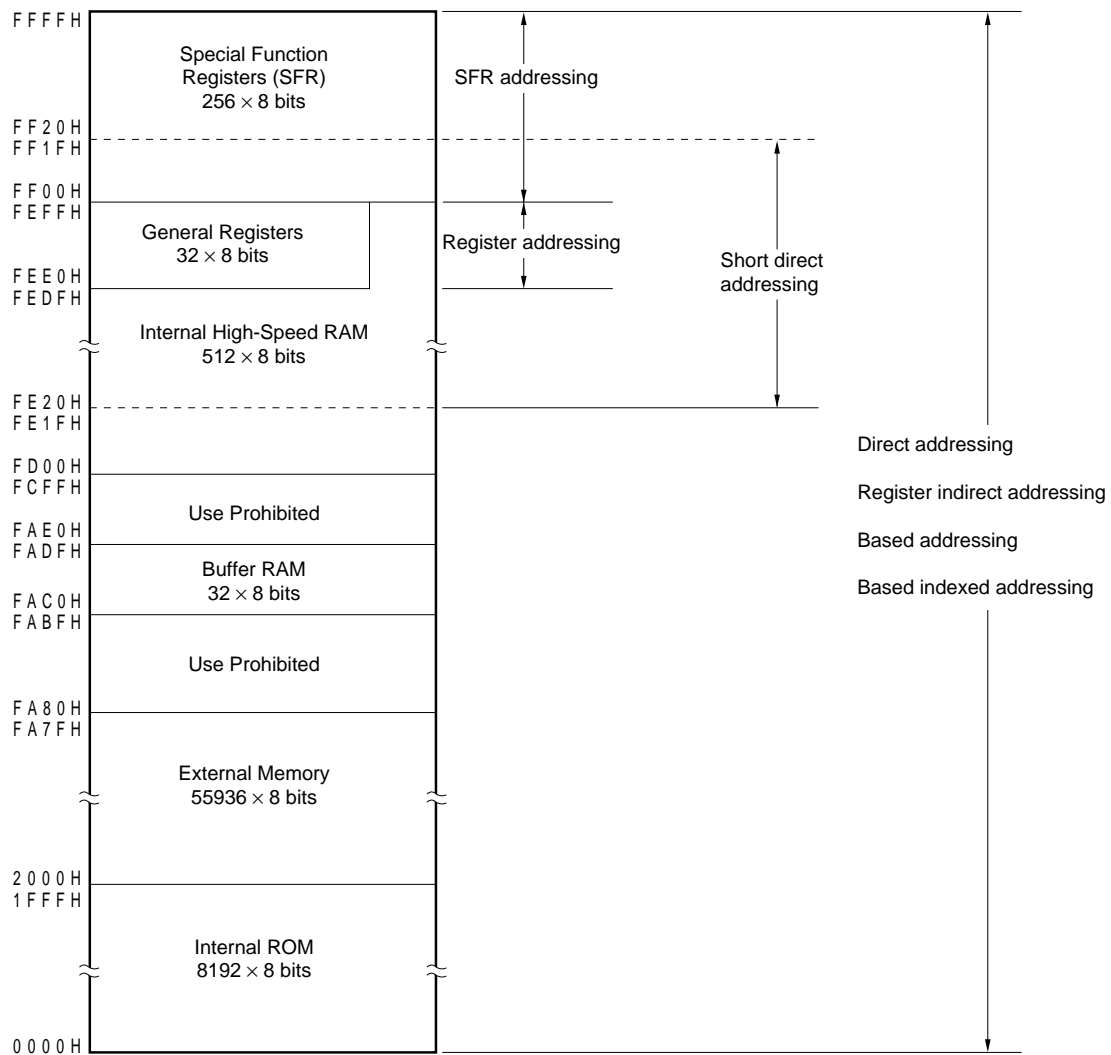 FFFFH
Special Function
Registers (SFR)
256 × 8 bits
SFR addressing
FF20H
FF1FH
FF00H
FEFFH
General Registers
32 × 8 bits
Register addressing
Short direct
addressing
FEE0H
FEDFH
Internal High-Speed RAM
512 × 8 bits
FE20H
FE1FH
Direct addressing
Register indirect addressing
Based addressing
Based indexed addressing
FD00H
FCFFH
Use Prohibited
FAE0H
FADFH
Buffer RAM
32 × 8 bits
FAC0H
FABFH
Use Prohibited
FA80H
FA7FH
External Memory
55936 × 8 bits
2000H
1FFFH
Internal ROM
8192 × 8 bits
0000H